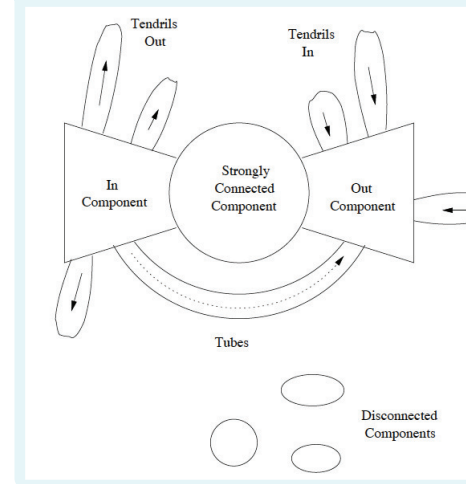 Tendrils
Out
Tendrils
In
In
Component
Strongly
Connected
Component
Out
Component
Tubes
Disconnected
Components